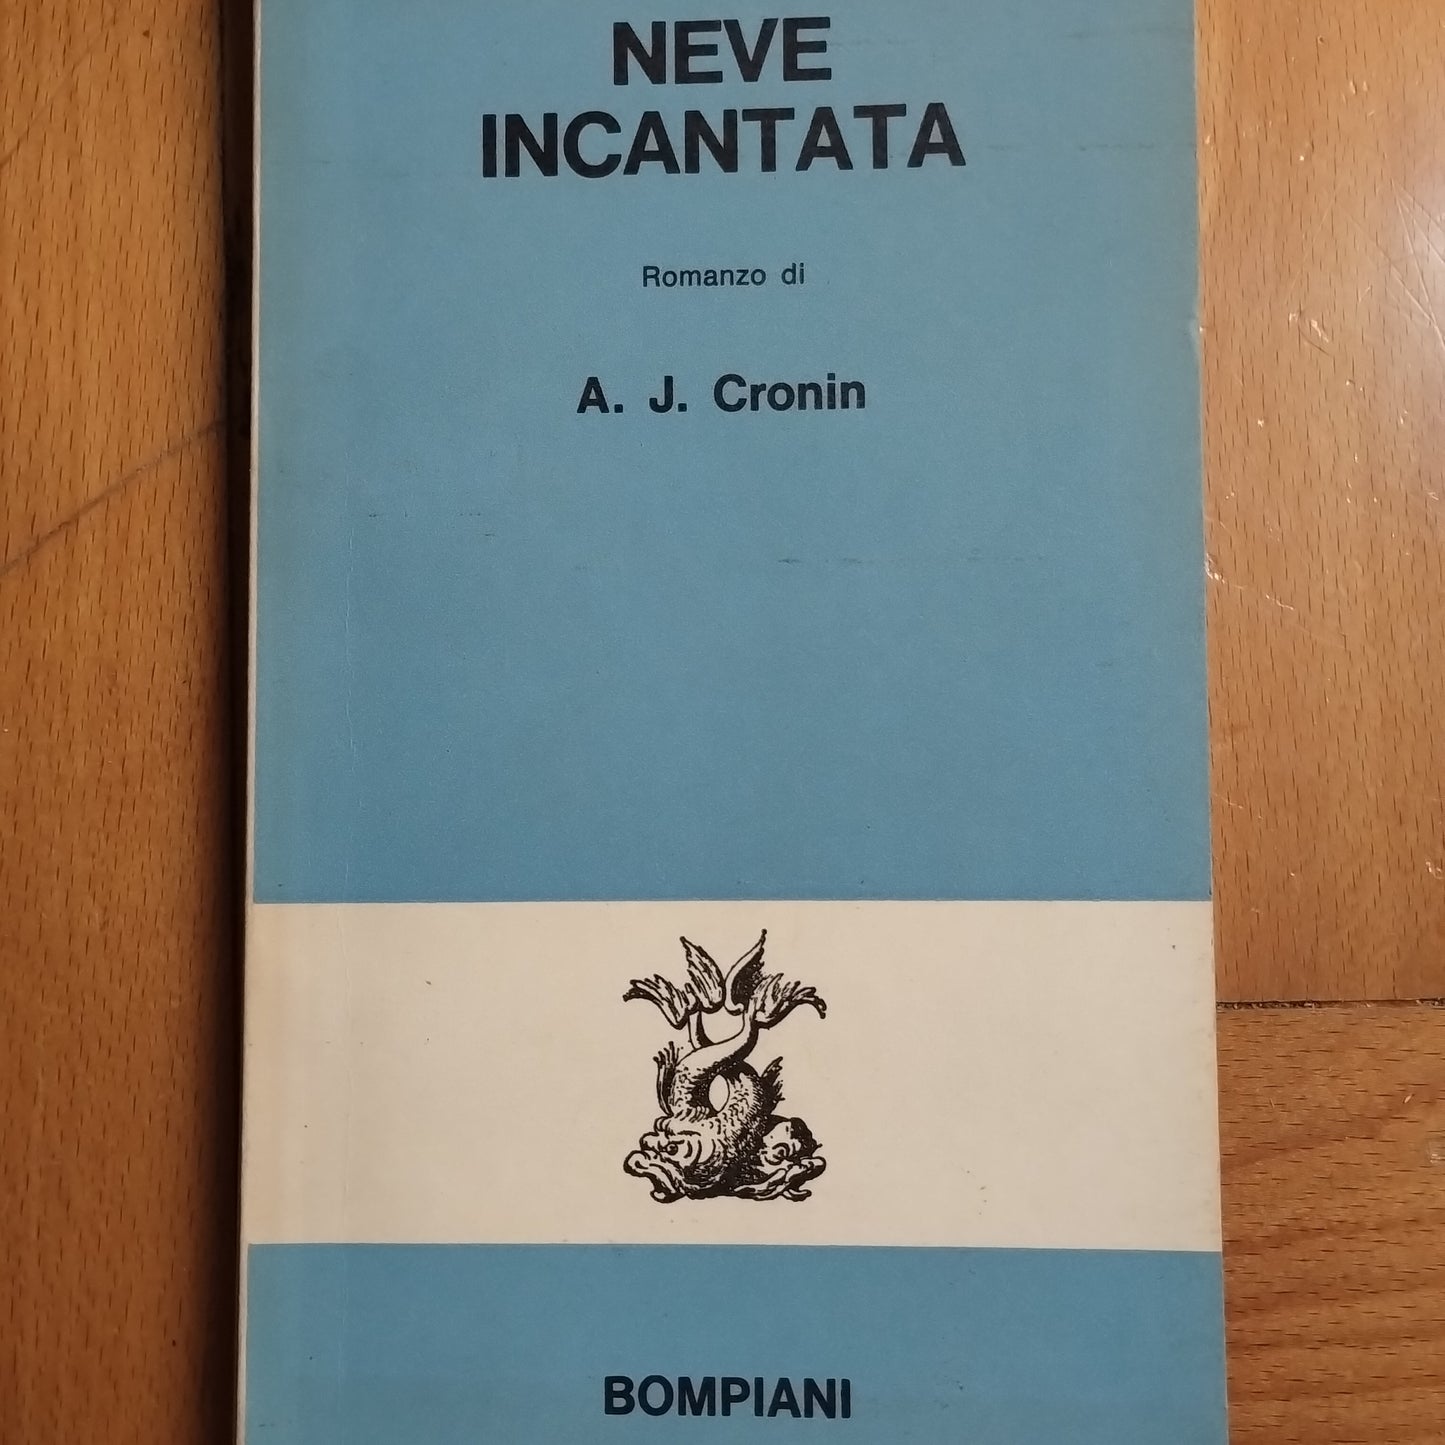 NEVE
INCANTATA
Romanzo di
A. J. Cronin
BOMPIANI